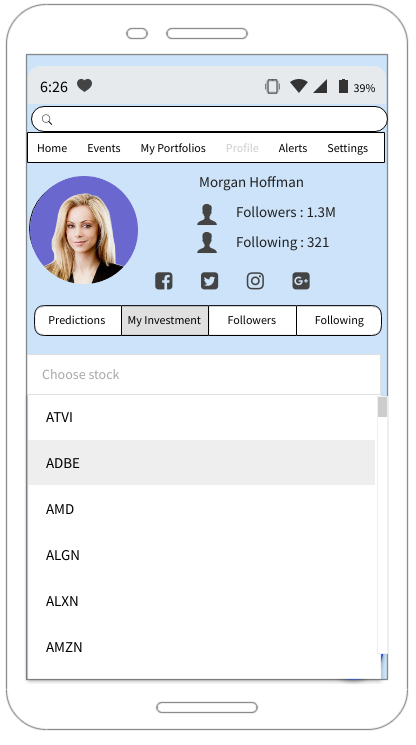 6:26 39%
Home Events My Portfolios Profile Alerts Settings
Morgan Hoffman
Followers : 1.3M
Following : 321
Predictions My Investment Followers Following
Choose stock
ATVI
ADBE
AMD
ALGN
ALXN
AMZN